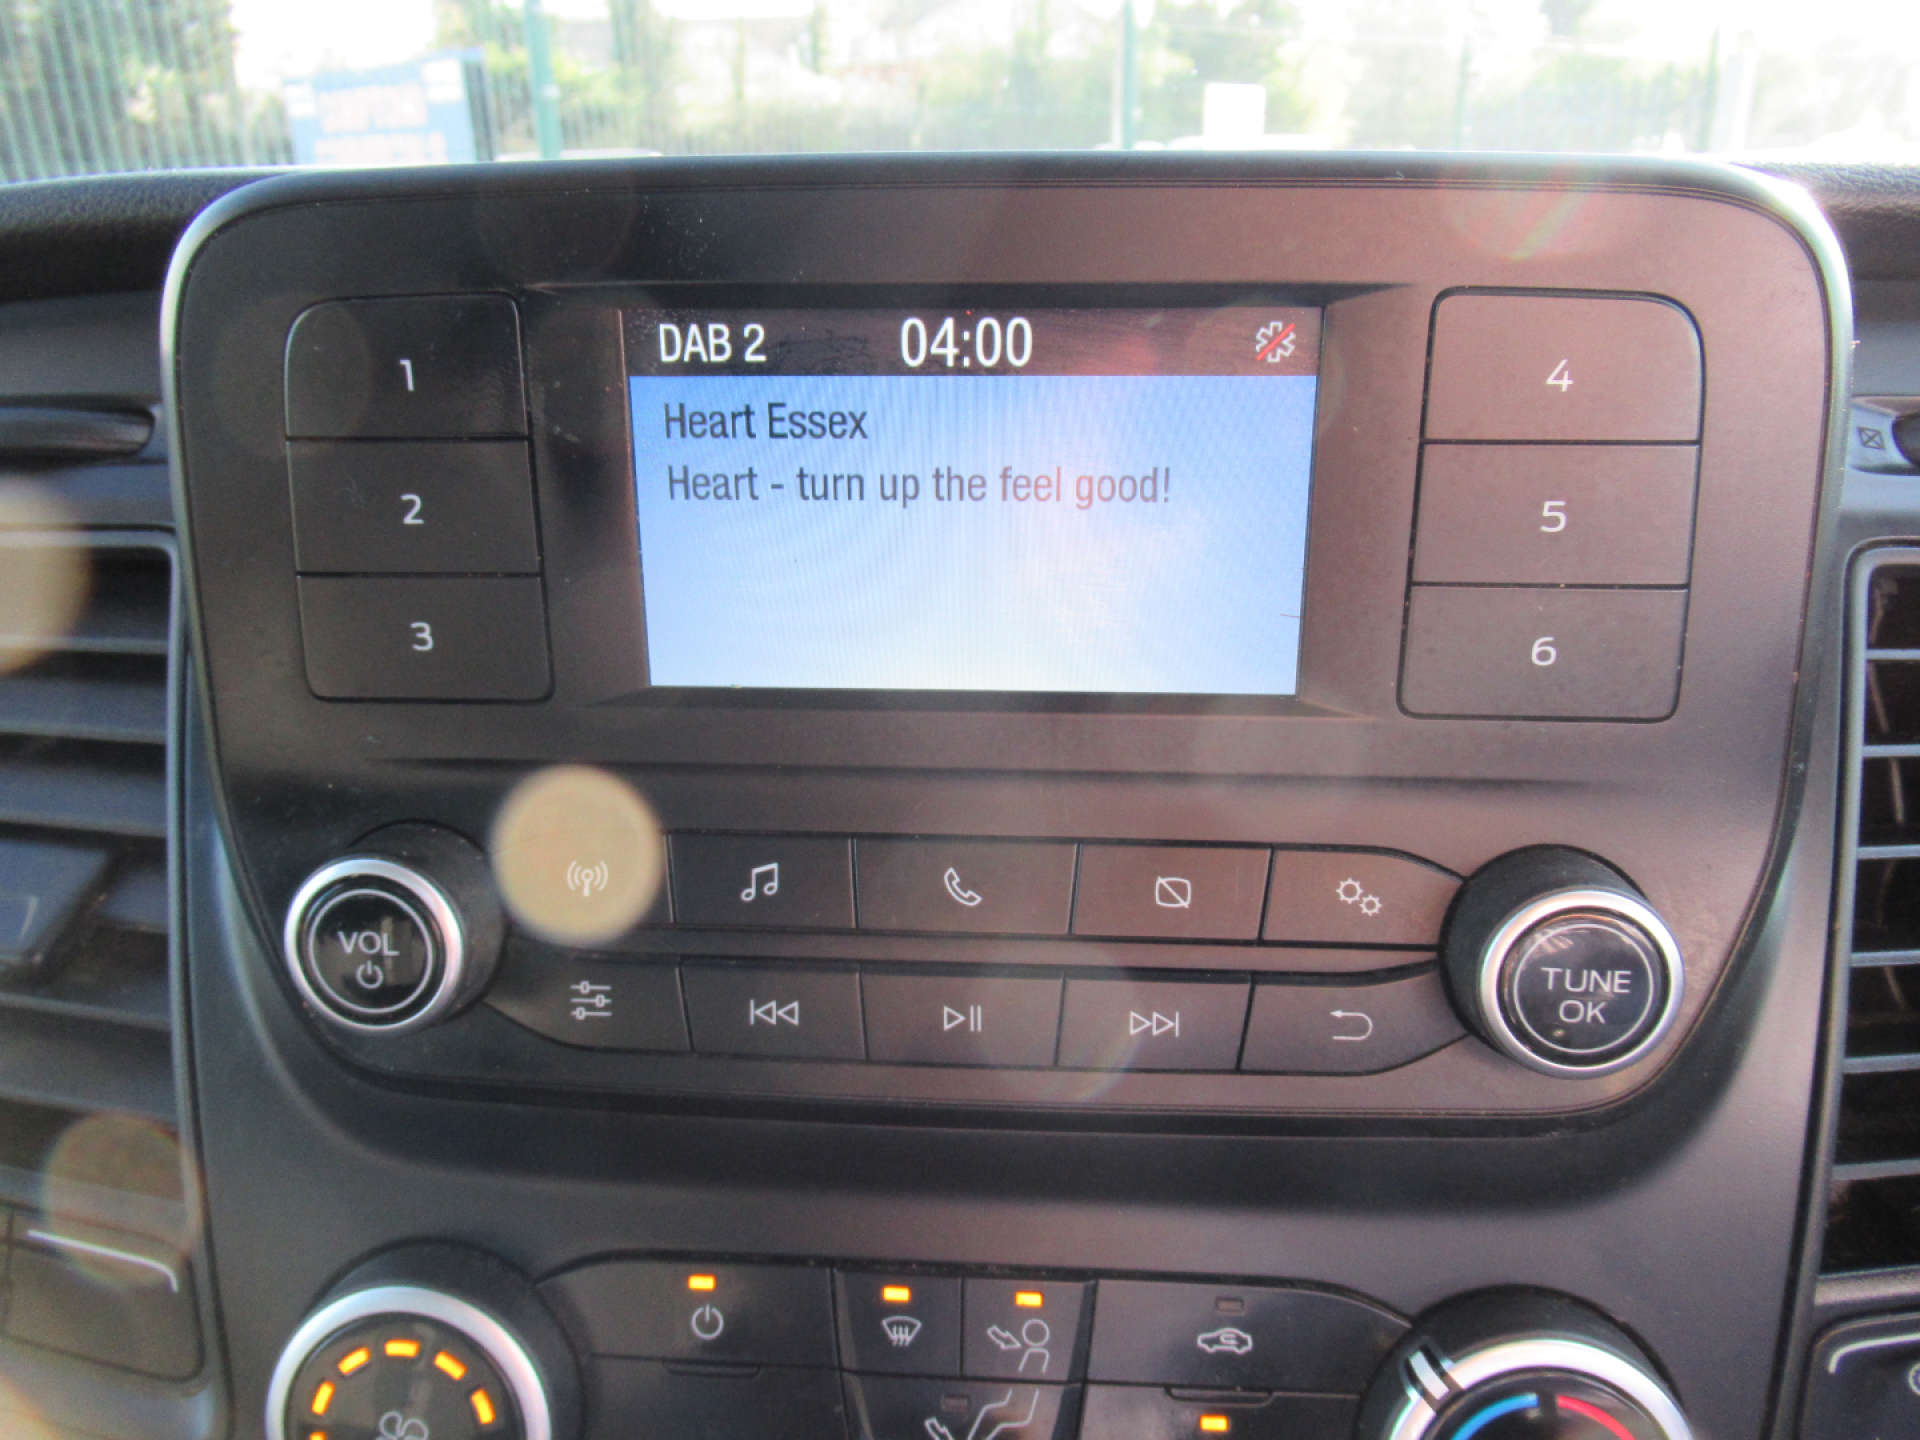 DAB 2 04:00
Heart Essex
Heart - turn up the feel good!
1
2
3
4
5
6
VOL
TUNE
OK